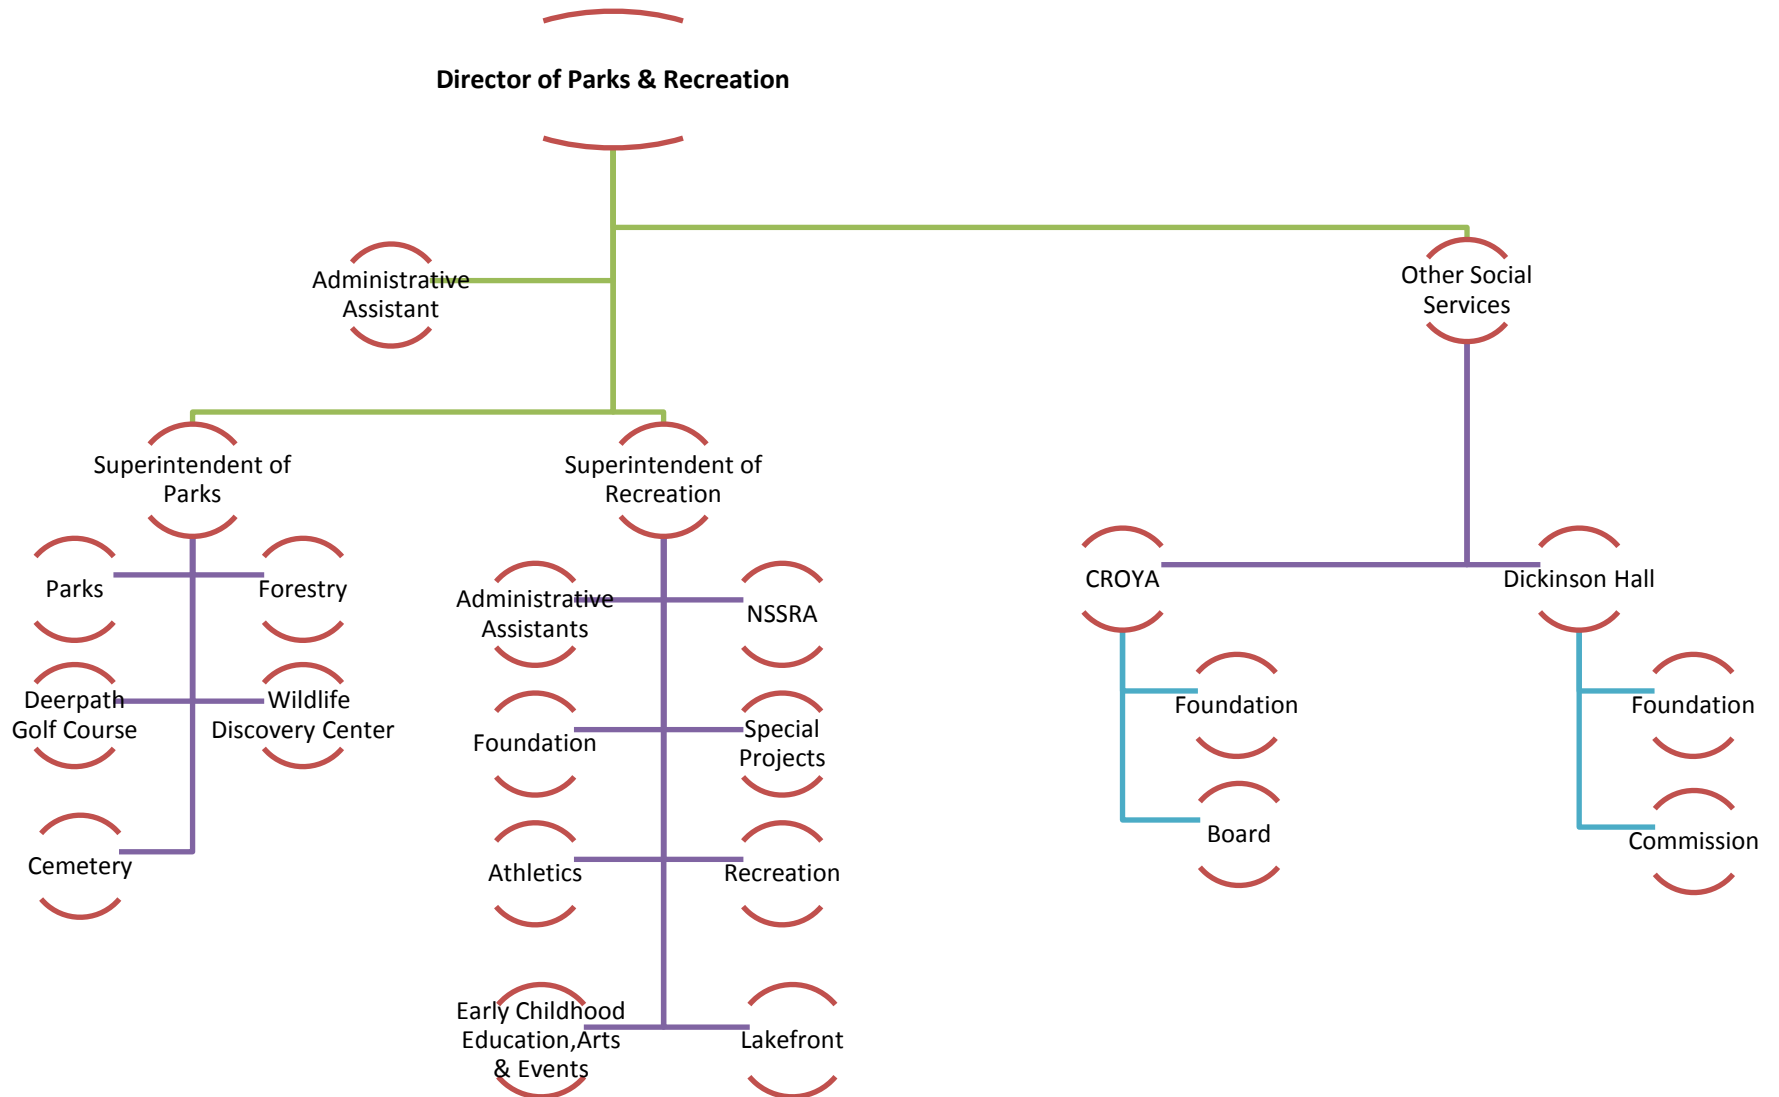 Director of Parks & Recreation
Administrative
Assistant
Other Social
Services
Superintendent of
Parks
Superintendent of
Recreation
Parks
Forestry
Deerpath
Golf Course
Wildlife
Discovery Center
Cemetery
Administrative
Assistants
NSSRA
Foundation
Special
Projects
Athletics
Recreation
Early Childhood
Education,Arts
& Events
Lakefront
CROYA
Dickinson Hall
Foundation
Board
Foundation
Commission